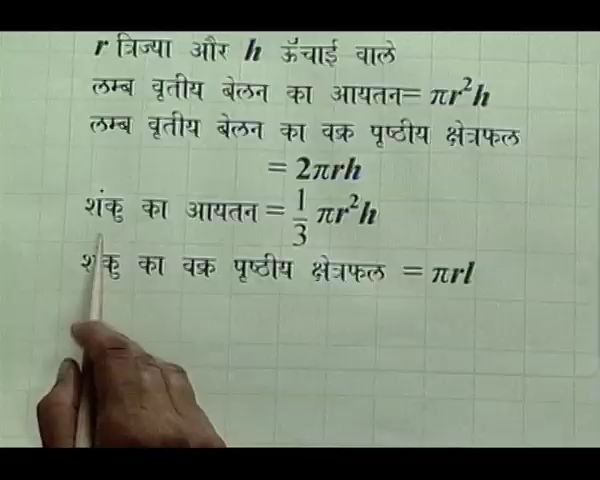 r त्रिज्या और h ऊँचाई वाले
लम्ब वृतीय बेलन का आयतन= πr²h
लम्ब वृतीय बेलन का वक्र पृष्ठीय क्षेत्रफल
= 2πrh
शंकु का आयतन = 1/3 πr²h
शंकु का वक्र पृष्ठीय क्षेत्रफल = πrl